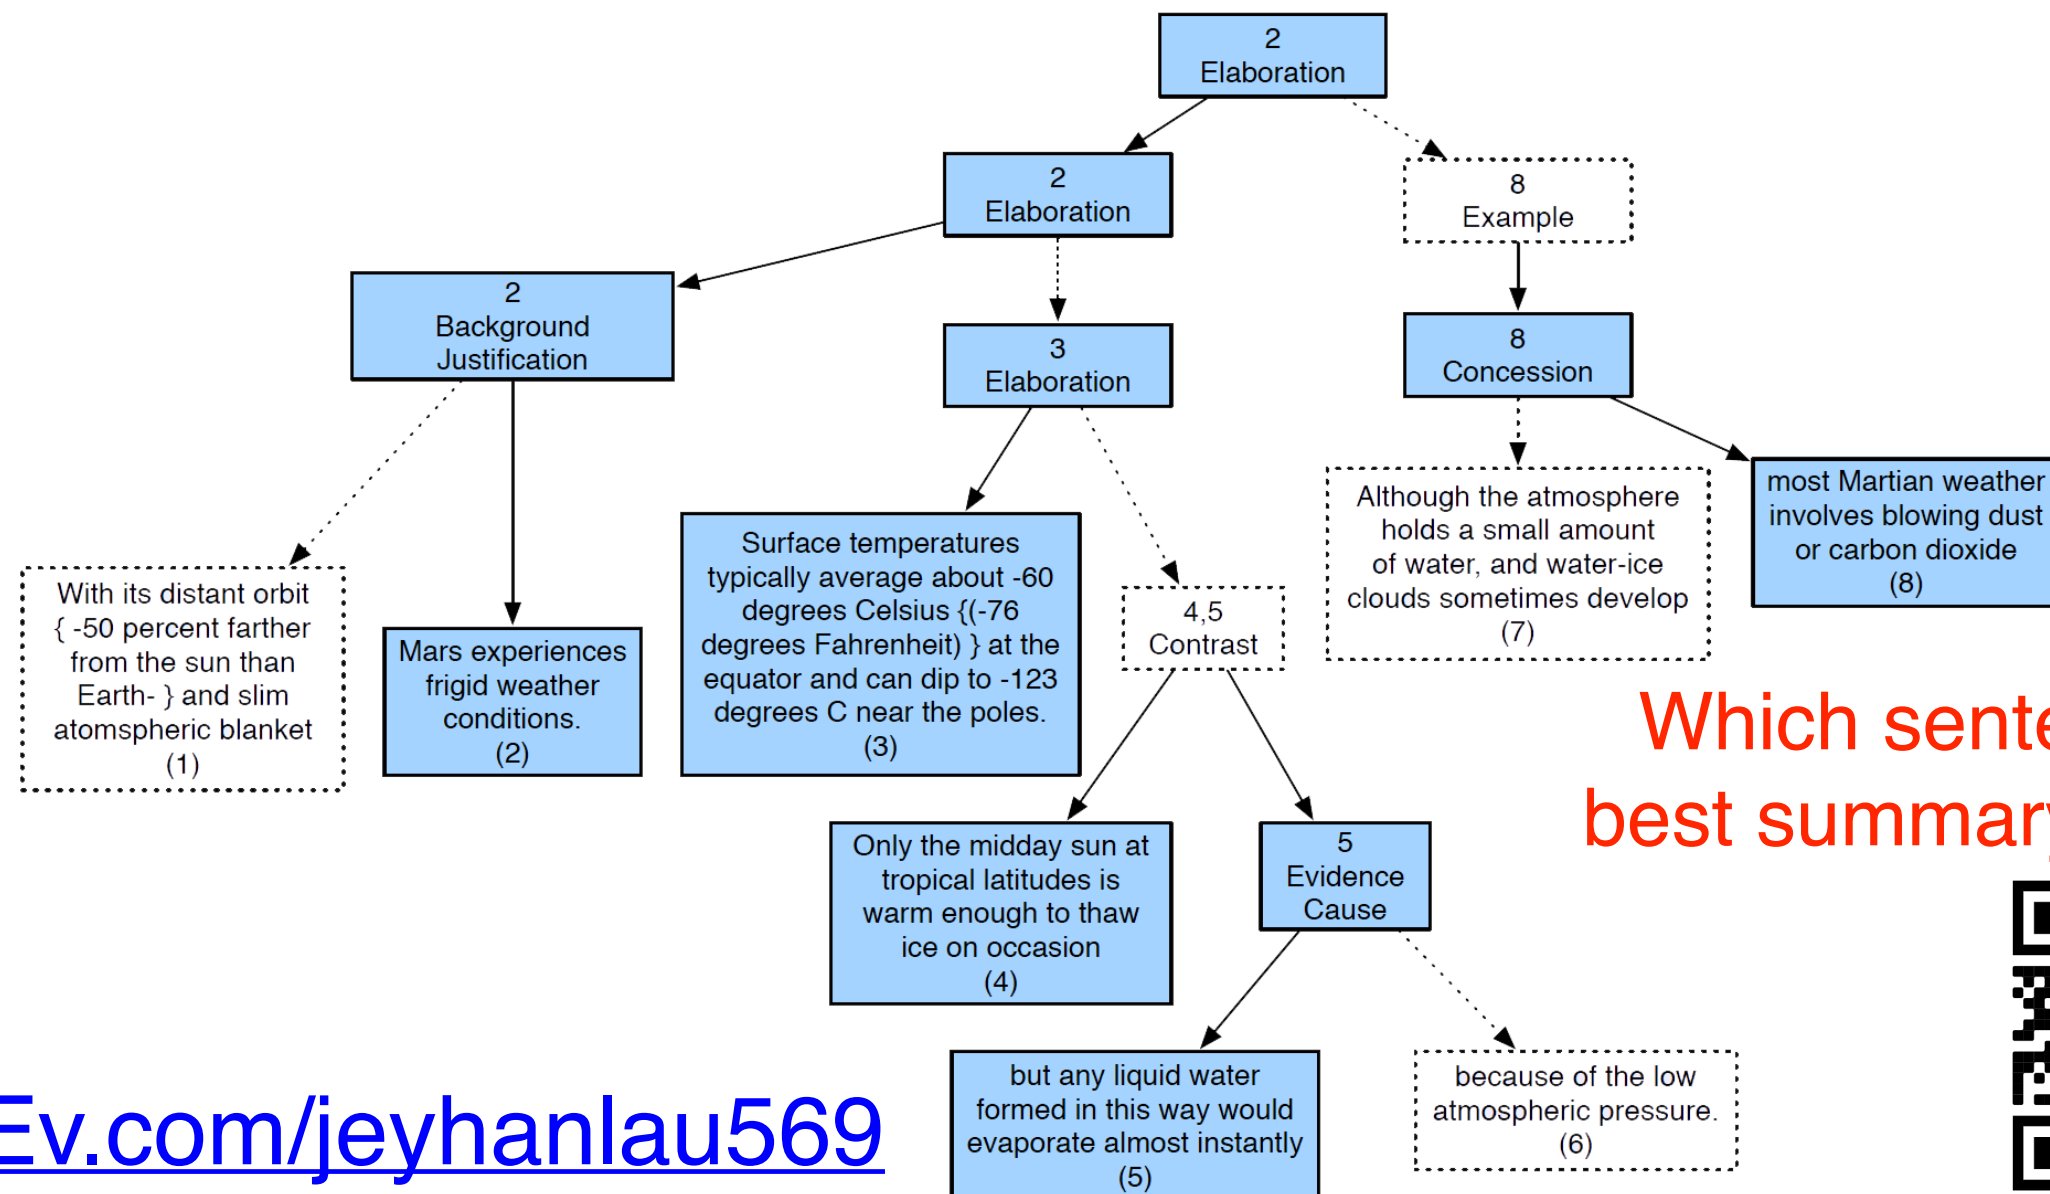 2
Elaboration
2
Elaboration
8
Example
2
Background
Justification
3
Elaboration
8
Concession
With its distant orbit
{ -50 percent farther
from the sun than
Earth- } and slim
atomspheric blanket
(1)
Mars experiences
frigid weather
conditions.
(2)
Surface temperatures
typically average about -60
degrees Celsius {(-76
degrees Fahrenheit) } at the
equator and can dip to -123
degrees C near the poles.
(3)
4,5
Contrast
Although the atmosphere
holds a small amount
of water, and water-ice
clouds sometimes develop
(7)
most Martian weather
involves blowing dust
or carbon dioxide
(8)
Only the midday sun at
tropical latitudes is
warm enough to thaw
ice on occasion
(4)
5
Evidence
Cause
but any liquid water
formed in this way would
evaporate almost instantly
(5)
because of the low
atmospheric pressure.
(6)
Which
best summary
Ev.com/jeyhanlau569